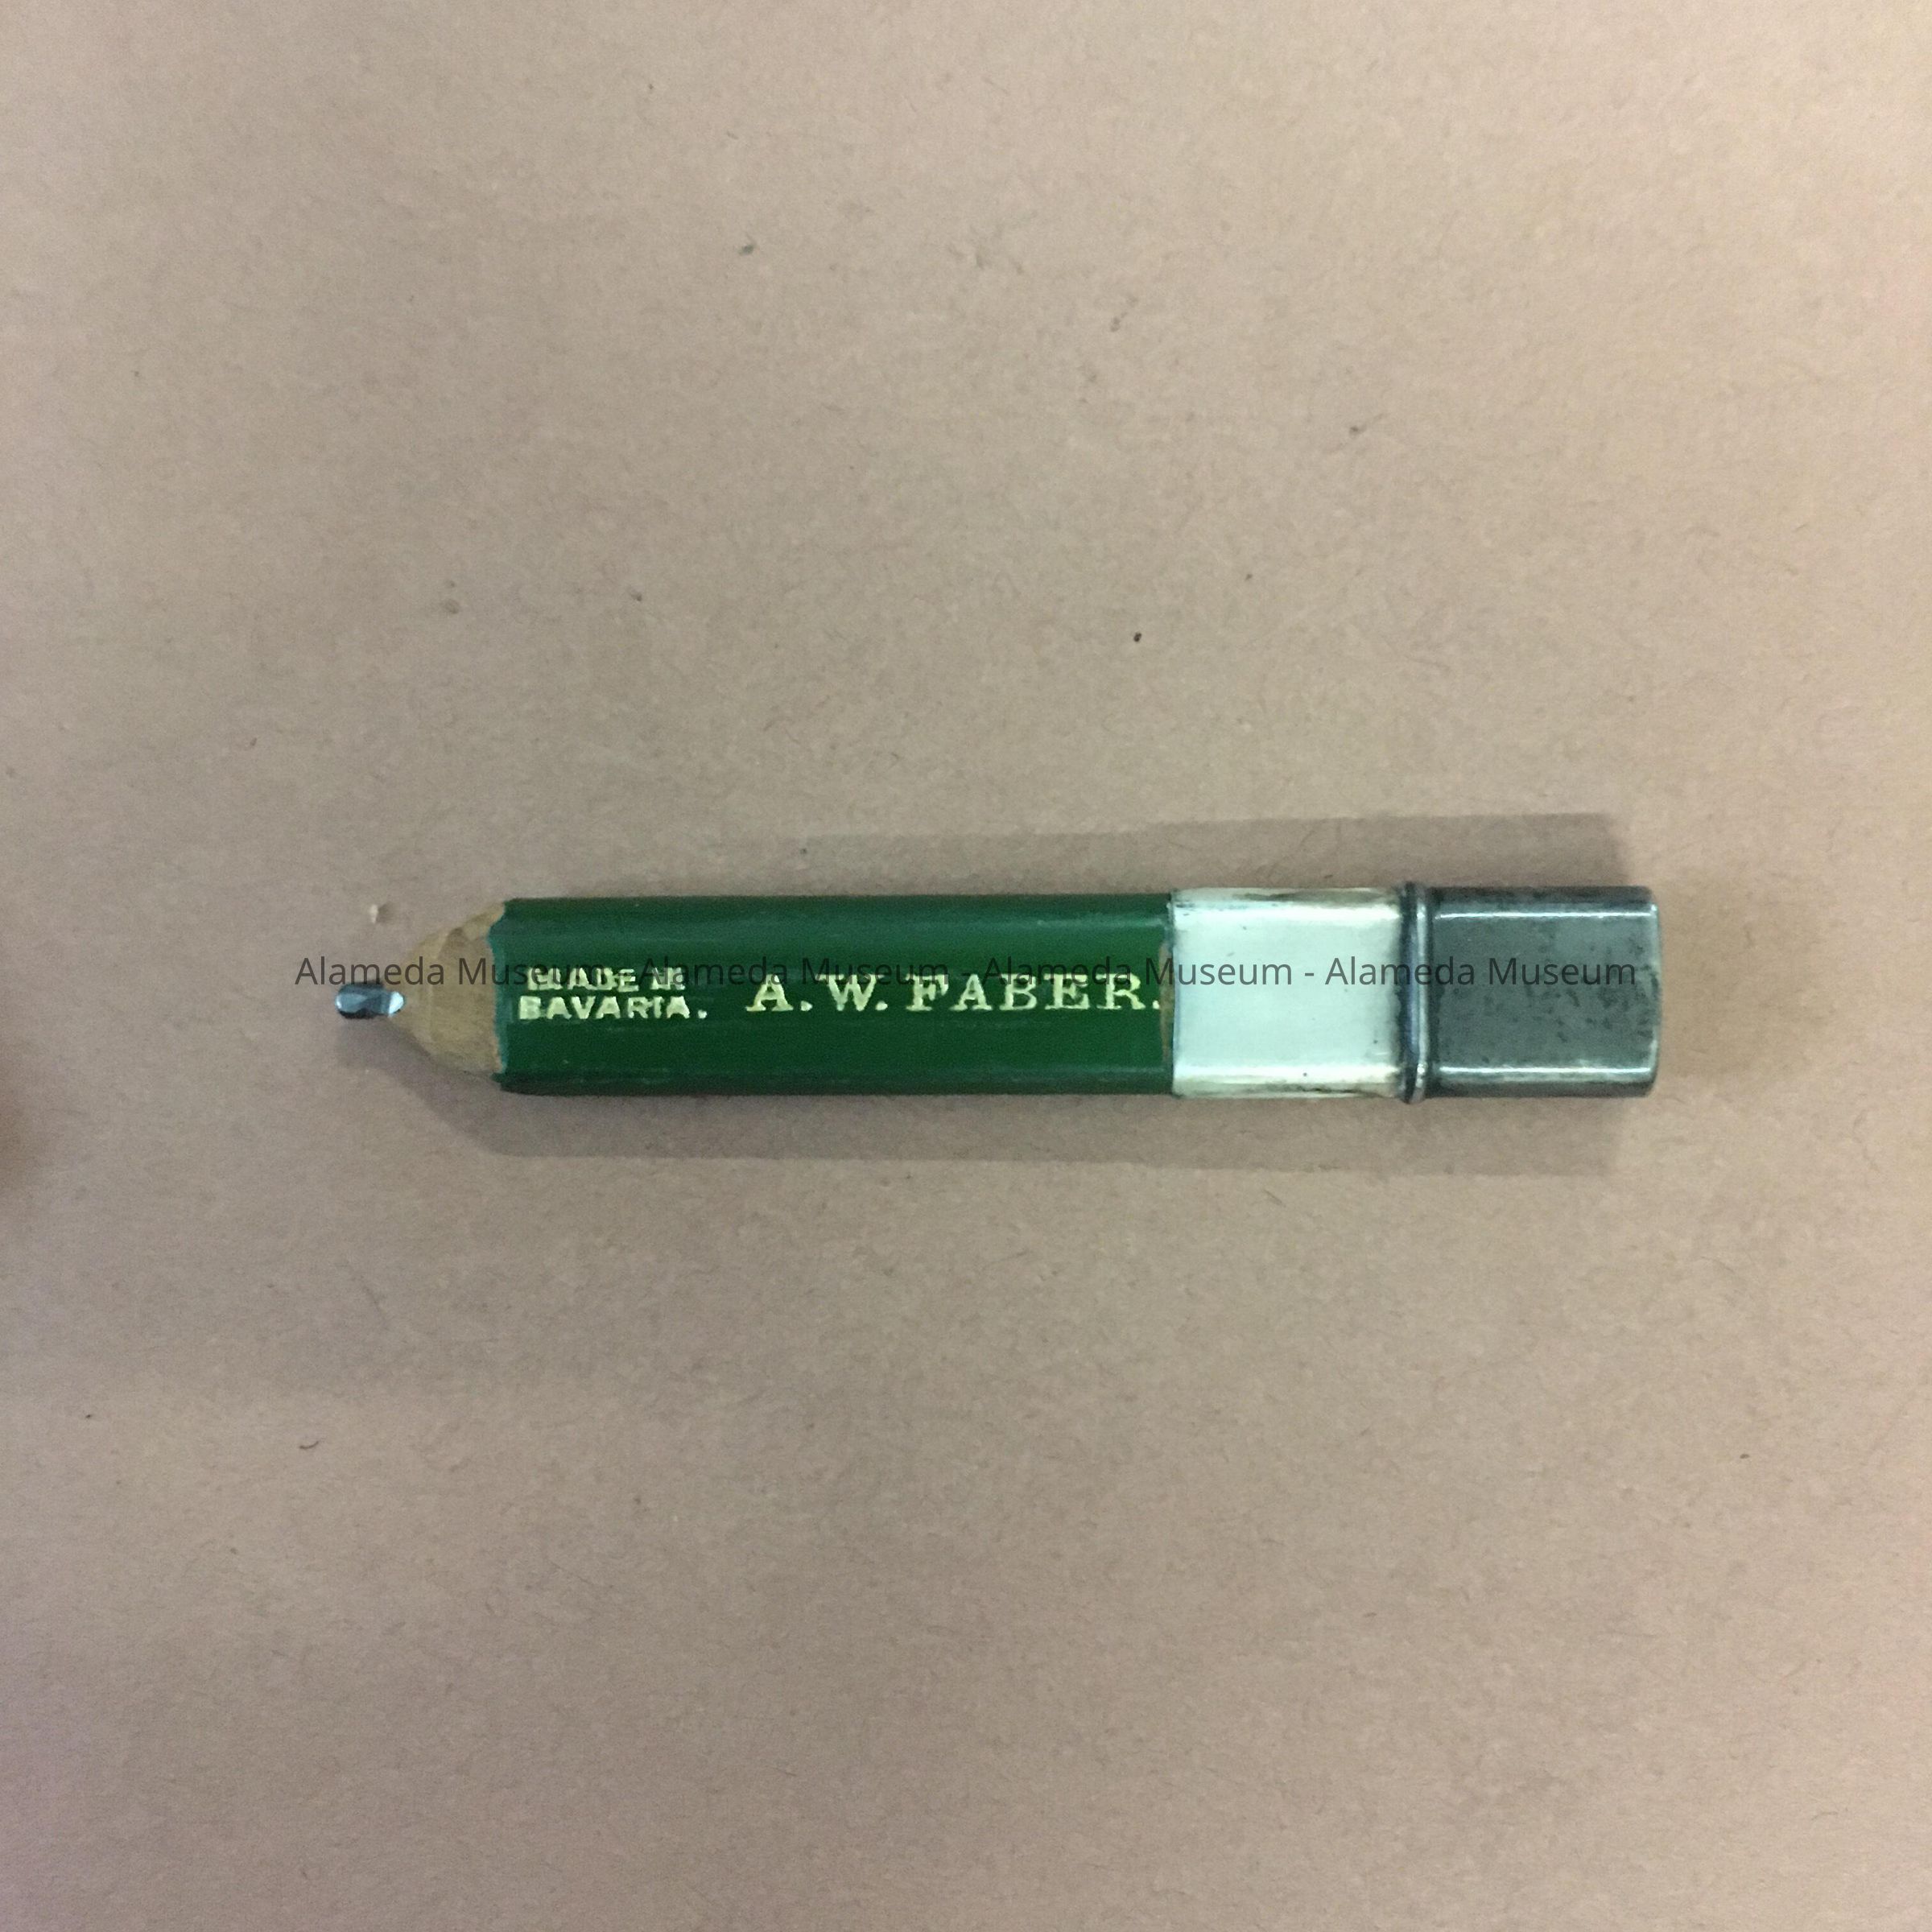 MADE IN
BAVARIA.
A. W. FABER.
Alameda Museum - Alameda Museum - Alameda Museum - Alameda Museum